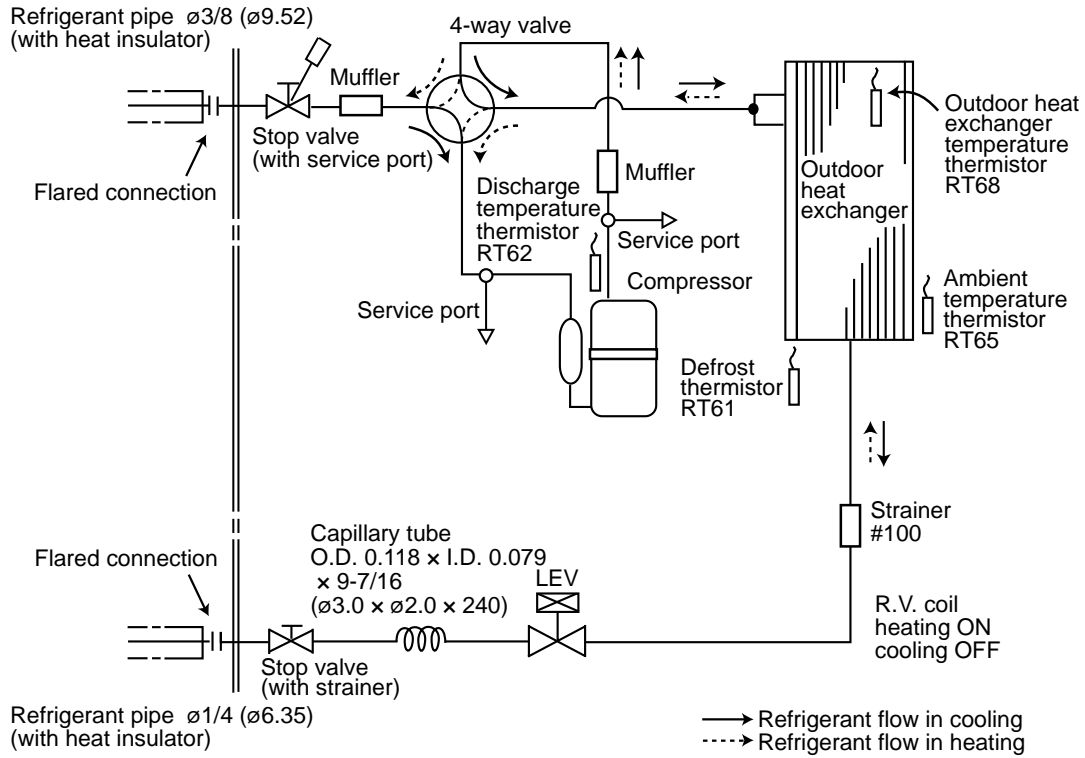 Refrigerant pipe ø3/8 (ø9.52)
(with heat insulator)
4-way valve
Muffler
Stop valve
(with service port)
Flared connection
Outdoor heat
exchanger
temperature
thermistor
RT68
Outdoor
heat
exchanger
Muffler
Discharge
temperature
thermistor
RT62
Service port
Compressor
Service port
Ambient
temperature
thermistor
RT65
Defrost
thermistor
RT61
Strainer
#100
Flared connection
Capillary tube
O.D. 0.118 × I.D. 0.079
× 9-7/16
(ø3.0 × ø2.0 × 240)
LEV
R.V. coil
heating ON
cooling OFF
Stop valve
(with strainer)
Refrigerant pipe ø1/4 (ø6.35)
(with heat insulator)
Refrigerant flow in cooling
Refrigerant flow in heating